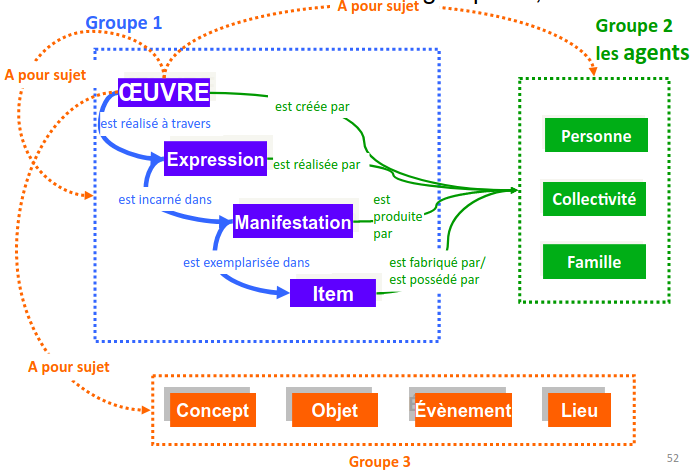 A pour sujet
Groupe 1
Groupe 2
les agents
A pour sujet
ŒUVRE
est créée par
est réalisé à travers
Personne
Expression
est réalisée par
est incarné dans
est
produite
par
Collectivité
Manifestation
est exemplarisée dans
est fabriqué par/
est possédé par
Famille
Item
A pour sujet
Concept
Objet
Évènement
Lieu
Groupe 3
52